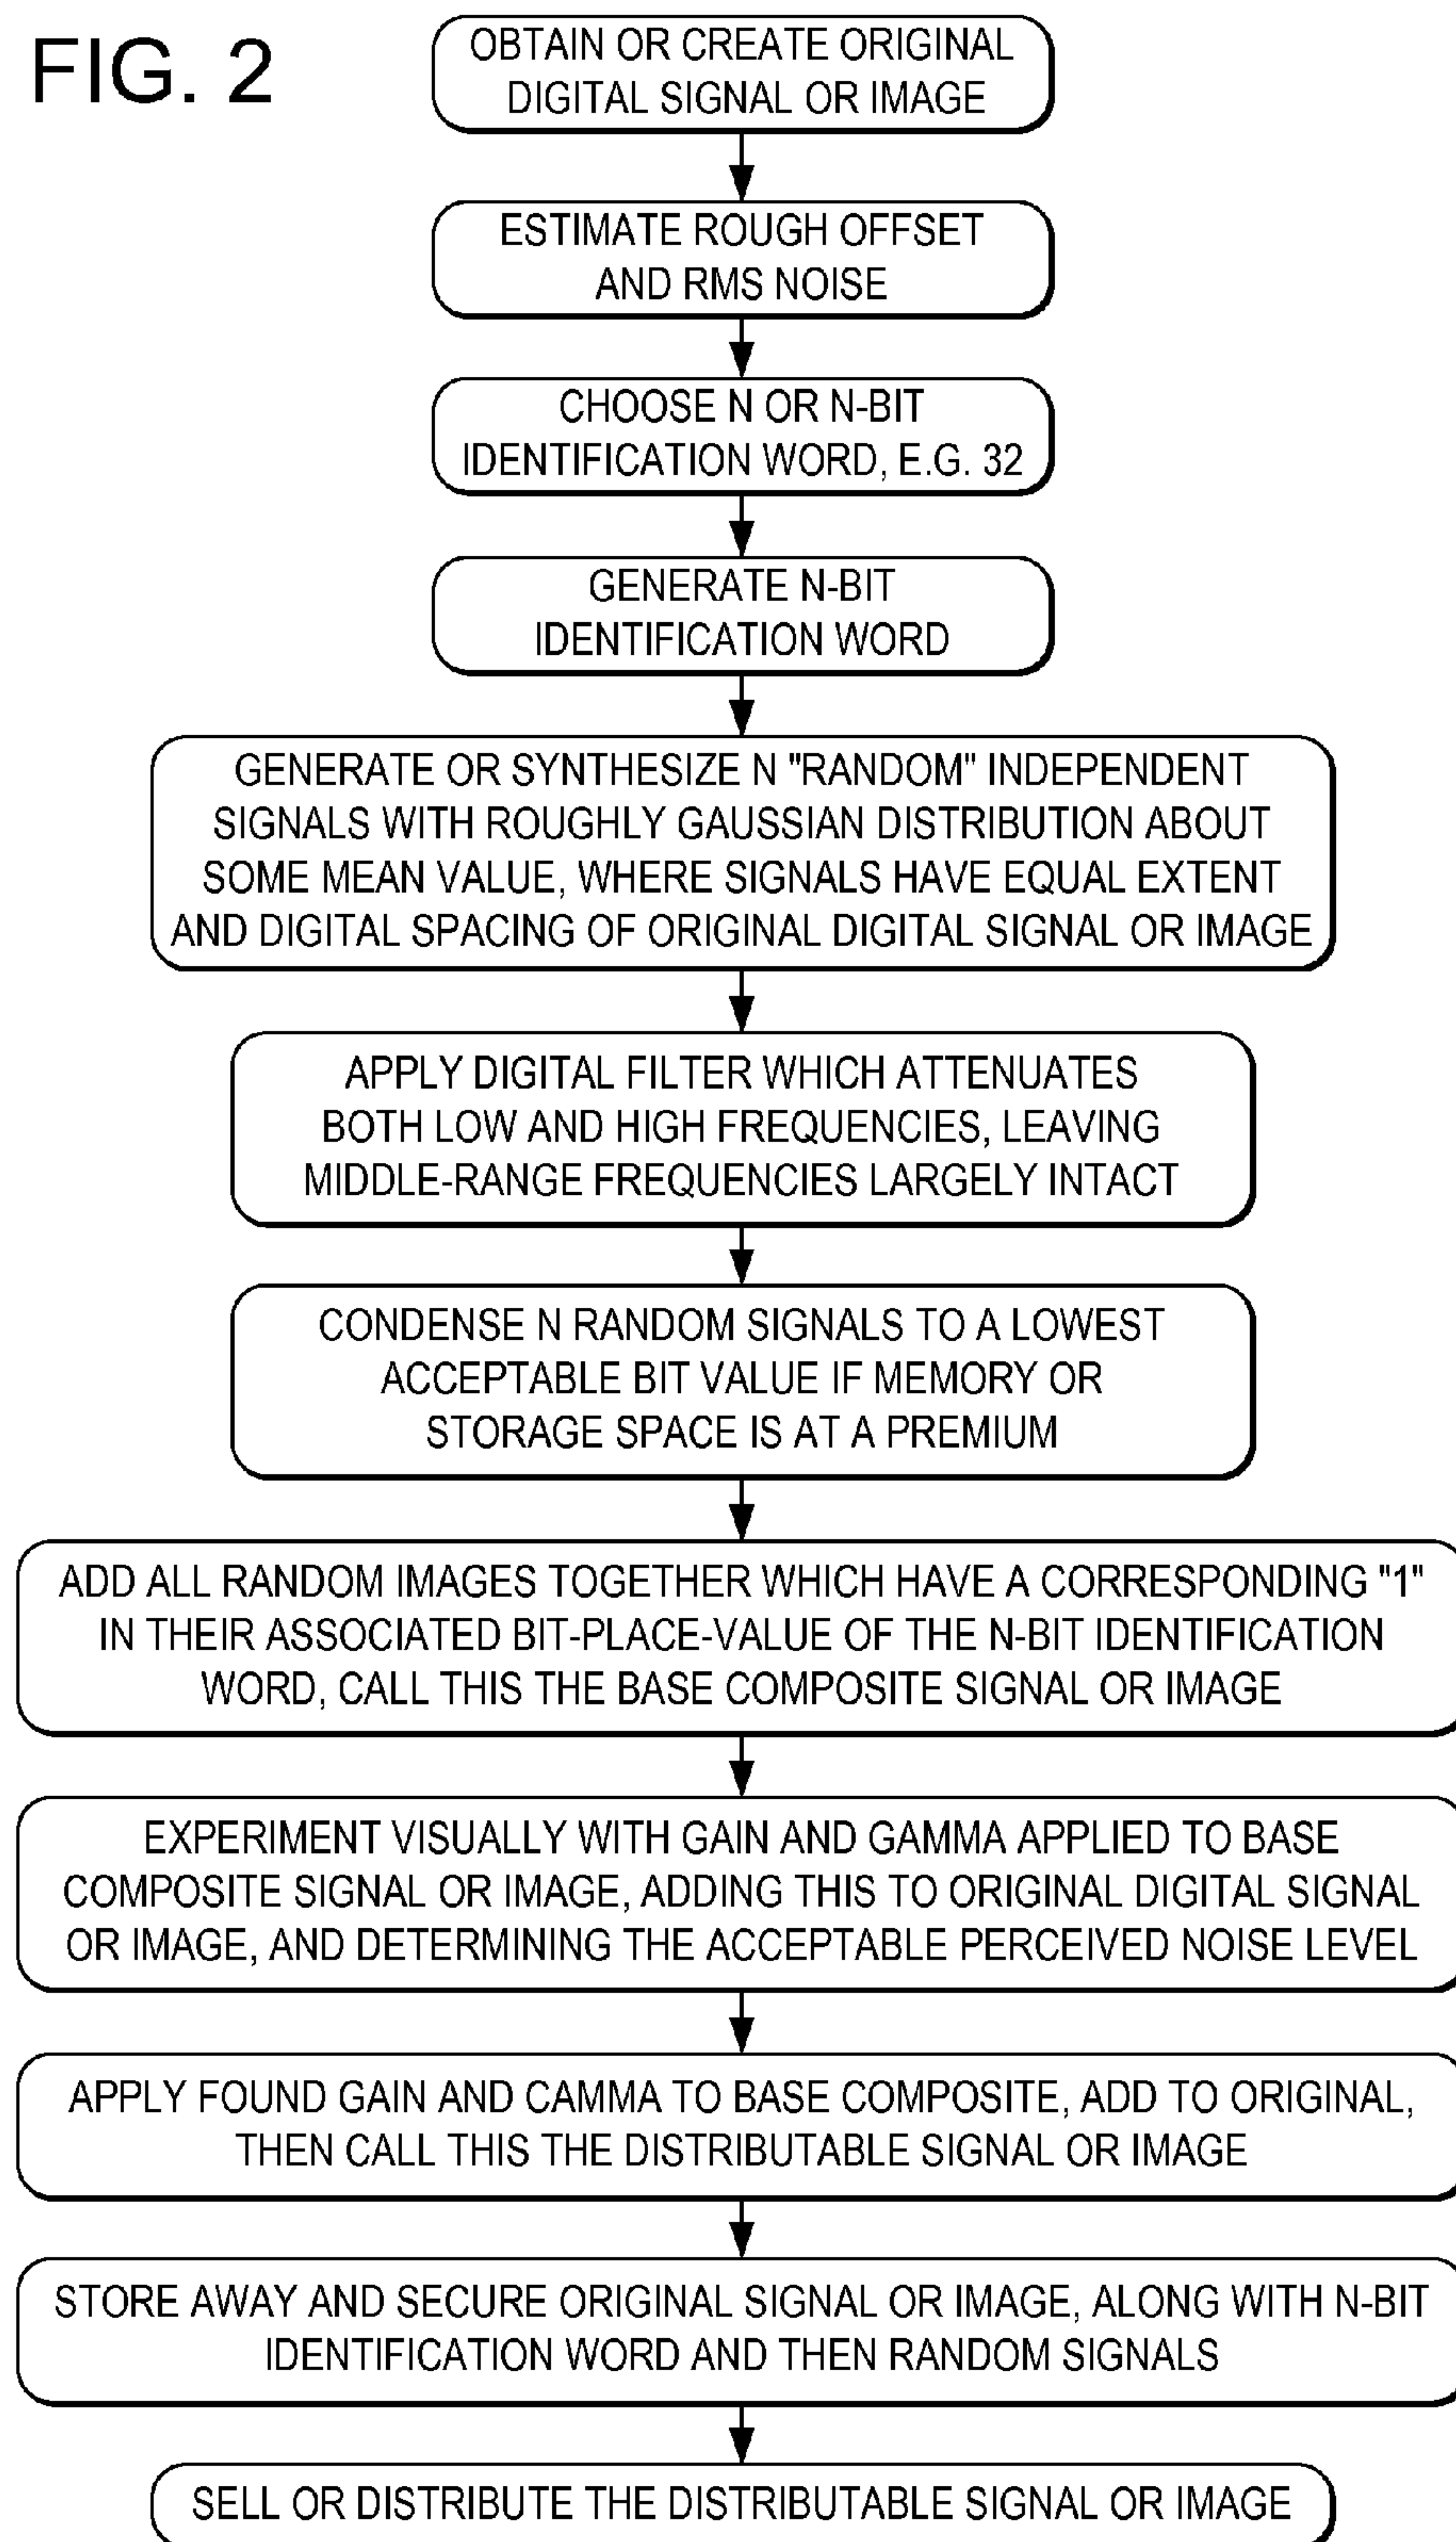 FIG. 2
OBTAIN OR CREATE ORIGINAL
DIGITAL SIGNAL OR IMAGE
ESTIMATE ROUGH OFFSET
AND RMS NOISE
CHOOSE N OR N-BIT
IDENTIFICATION WORD, E.G. 32
GENERATE N-BIT
IDENTIFICATION WORD
GENERATE OR SYNTHESIZE N "RANDOM" INDEPENDENT
SIGNALS WITH ROUGHLY GAUSSIAN DISTRIBUTION ABOUT
SOME MEAN VALUE, WHERE SIGNALS HAVE EQUAL EXTENT
AND DIGITAL SPACING OF ORIGINAL DIGITAL SIGNAL OR IMAGE
APPLY DIGITAL FILTER WHICH ATTENUATES
BOTH LOW AND HIGH FREQUENCIES, LEAVING
MIDDLE-RANGE FREQUENCIES LARGELY INTACT
CONDENSE N RANDOM SIGNALS TO A LOWEST
ACCEPTABLE BIT VALUE IF MEMORY OR
STORAGE SPACE IS AT A PREMIUM
ADD ALL RANDOM IMAGES TOGETHER WHICH HAVE A CORRESPONDING "1"
IN THEIR ASSOCIATED BIT-PLACE-VALUE OF THE N-BIT IDENTIFICATION
WORD, CALL THIS THE BASE COMPOSITE SIGNAL OR IMAGE
EXPERIMENT VISUALLY WITH GAIN AND GAMMA APPLIED TO BASE
COMPOSITE SIGNAL OR IMAGE, ADDING THIS TO ORIGINAL DIGITAL SIGNAL
OR IMAGE, AND DETERMINING THE ACCEPTABLE PERCEIVED NOISE LEVEL
APPLY FOUND GAIN AND CAMMA TO BASE COMPOSITE, ADD TO ORIGINAL,
THEN CALL THIS THE DISTRIBUTABLE SIGNAL OR IMAGE
STORE AWAY AND SECURE ORIGINAL SIGNAL OR IMAGE, ALONG WITH N-BIT
IDENTIFICATION WORD AND THEN RANDOM SIGNALS
SELL OR DISTRIBUTE THE DISTRIBUTABLE SIGNAL OR IMAGE